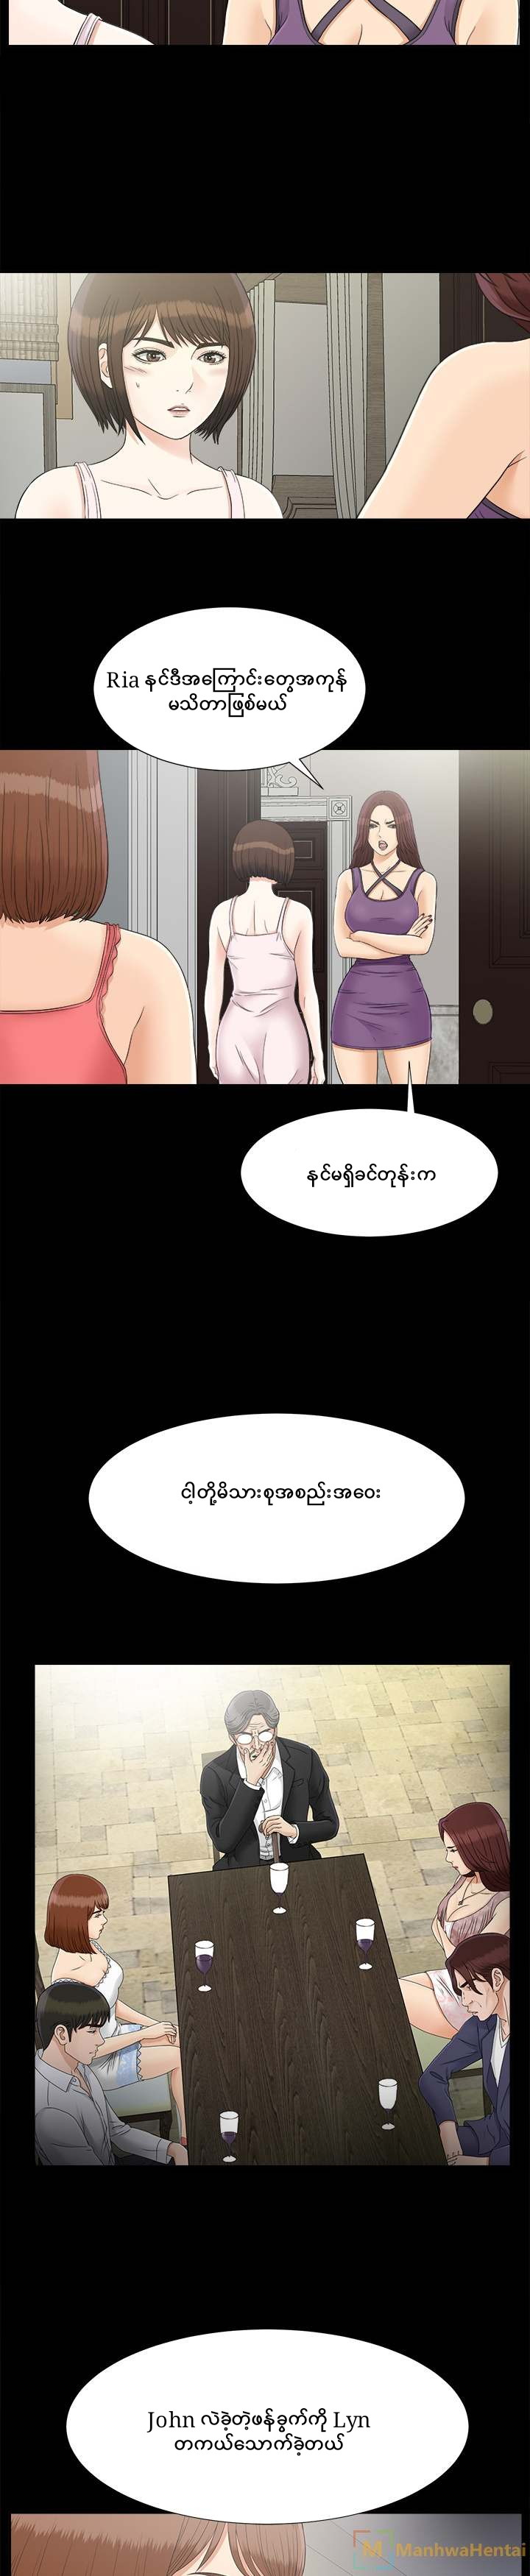 Ria နင်ဒီအကြောင်းတွေအကုန်
မသိတာဖြစ်မယ်
နင်မရှိခင်တုန်းက
ငါ့တို့မိသားစုအစည်းအဝေး
John လဲခဲ့တဲ့ဖန်ခွက်ကို Lyn
တကယ်သောက်ခဲ့တယ်
M ManhwaHentai